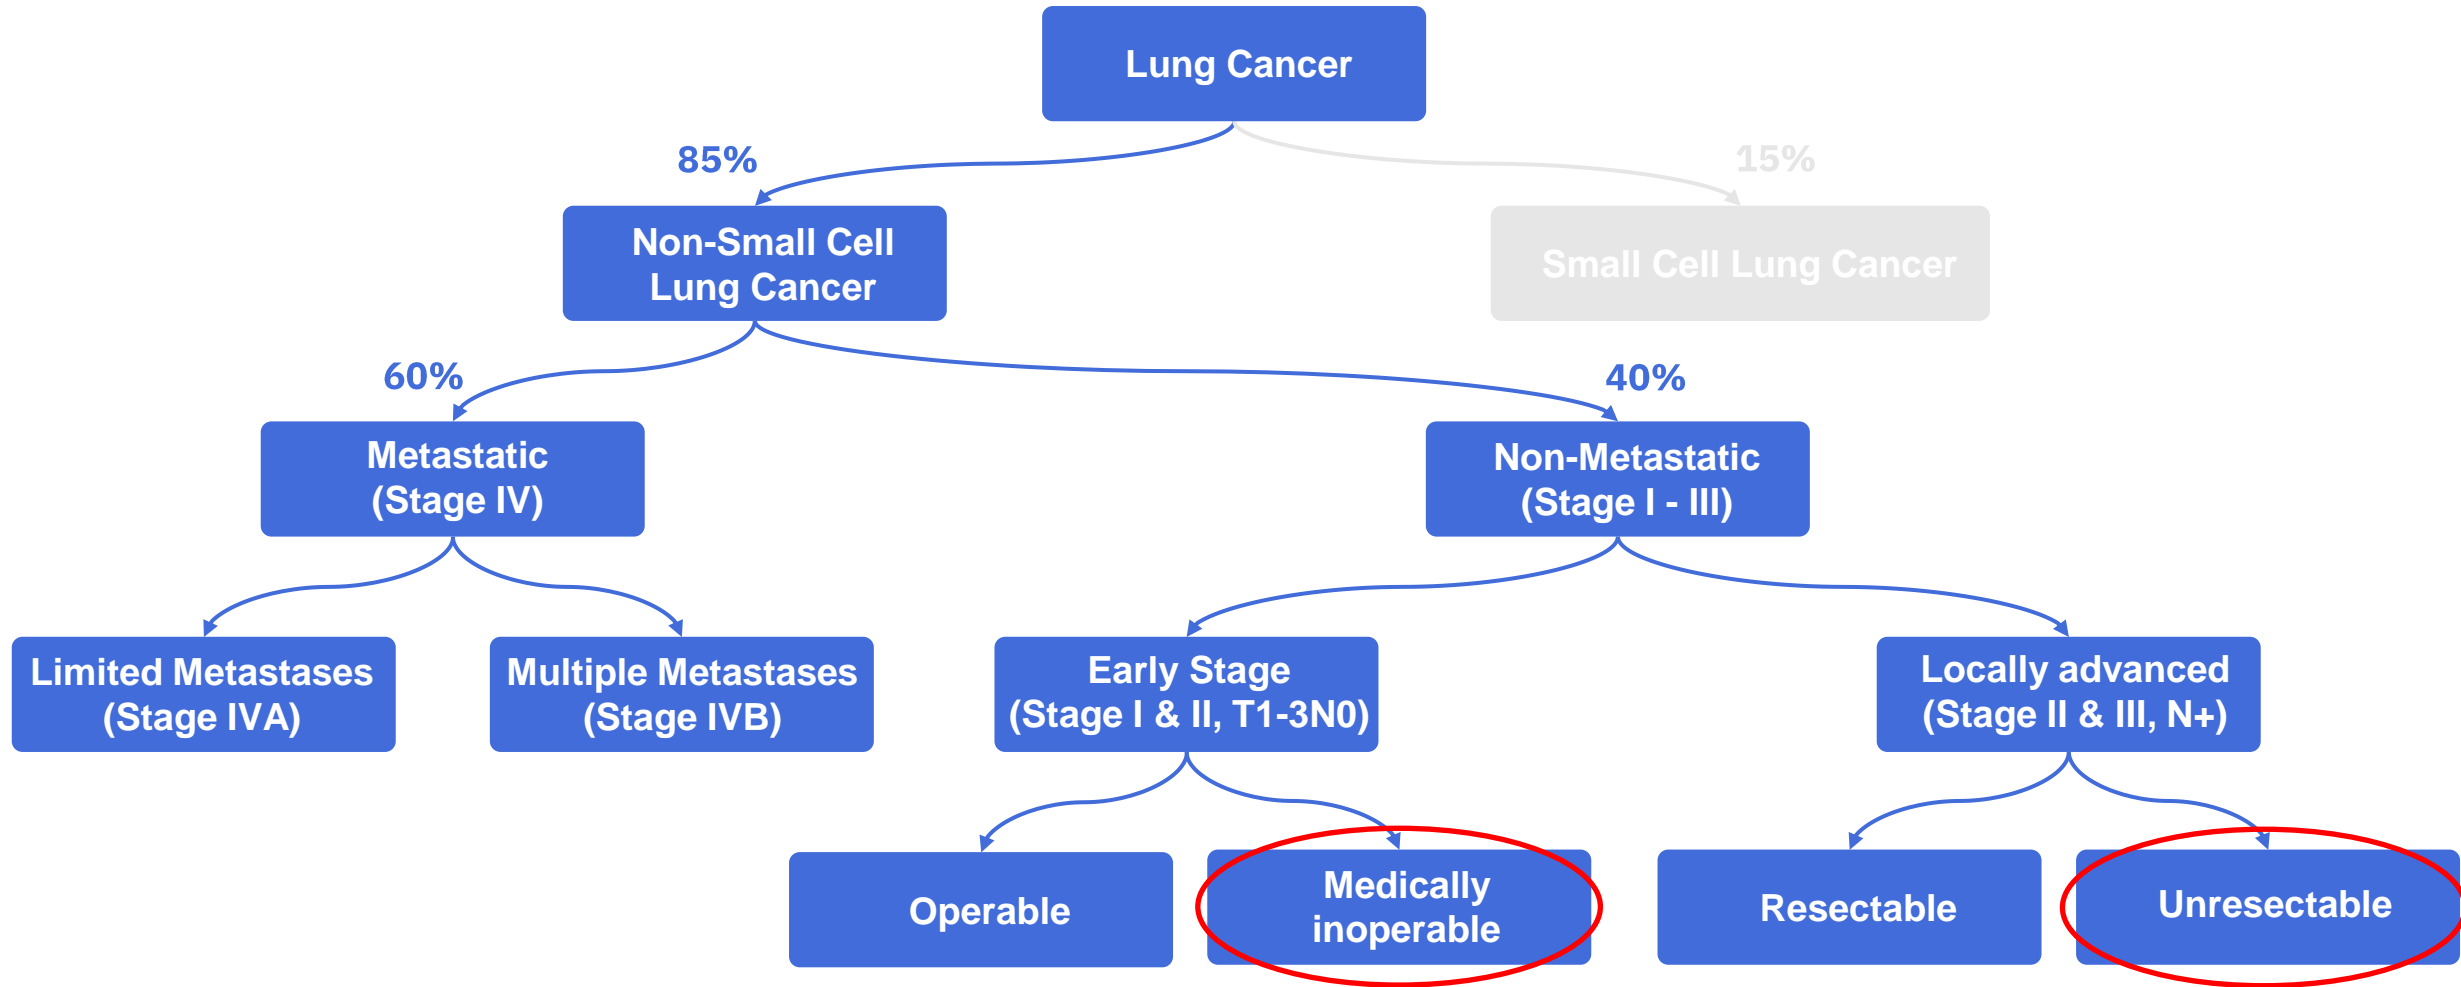 Lung Cancer
85%
15%
Non-Small Cell
Lung Cancer
Small Cell Lung Cancer
60%
40%
Metastatic
(Stage IV)
Non-Metastatic
(Stage I - III)
Limited Metastases
(Stage IVA)
Multiple Metastases
(Stage IVB)
Early Stage
(Stage I & II, T1-3N0)
Locally advanced
(Stage II & III, N+)
Operable
Medically
inoperable
Resectable
Unresectable